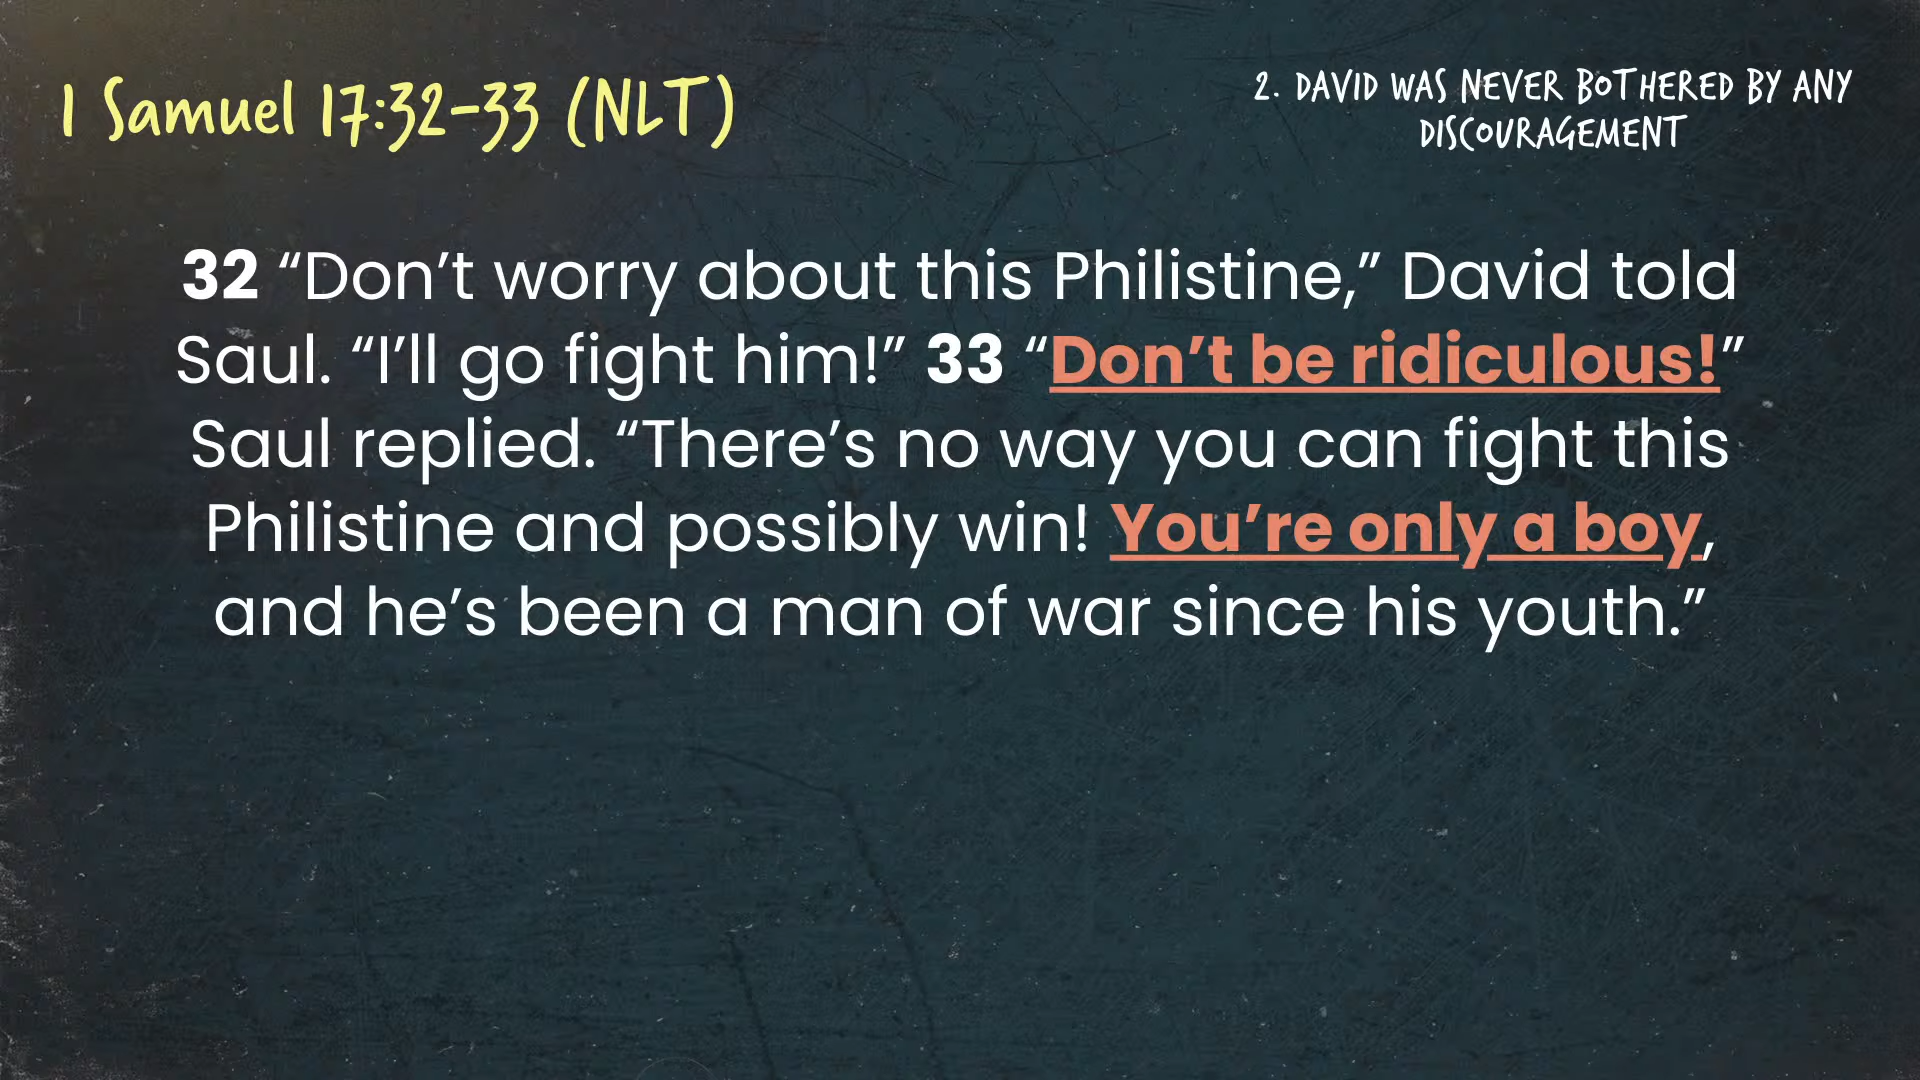 1 Samuel 17:32-33 (NLT)
2. DAVID WAS NEVER BOTHERED BY ANY
DISCOURAGEMENT
32 “Don’t worry about this Philistine,” David told
Saul. “I’ll go fight him!” 33 “Don’t be ridiculous!”
Saul replied. “There’s no way you can fight this
Philistine and possibly win! You’re only a boy,
and he’s been a man of war since his youth.”